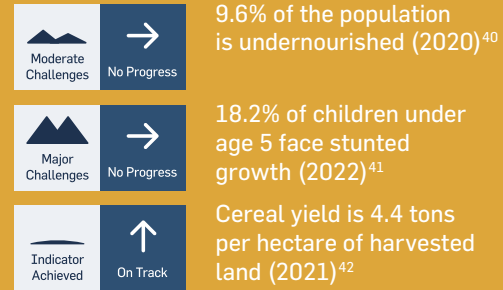 Moderate
Challenges
No Progress
9.6% of the population
is undernourished (2020)⁴⁰
Major
Challenges
No Progress
18.2% of children under
age 5 face stunted
growth (2022)⁴¹
Indicator
Achieved
On Track
Cereal yield is 4.4 tons
per hectare of harvested
land (2021)⁴²